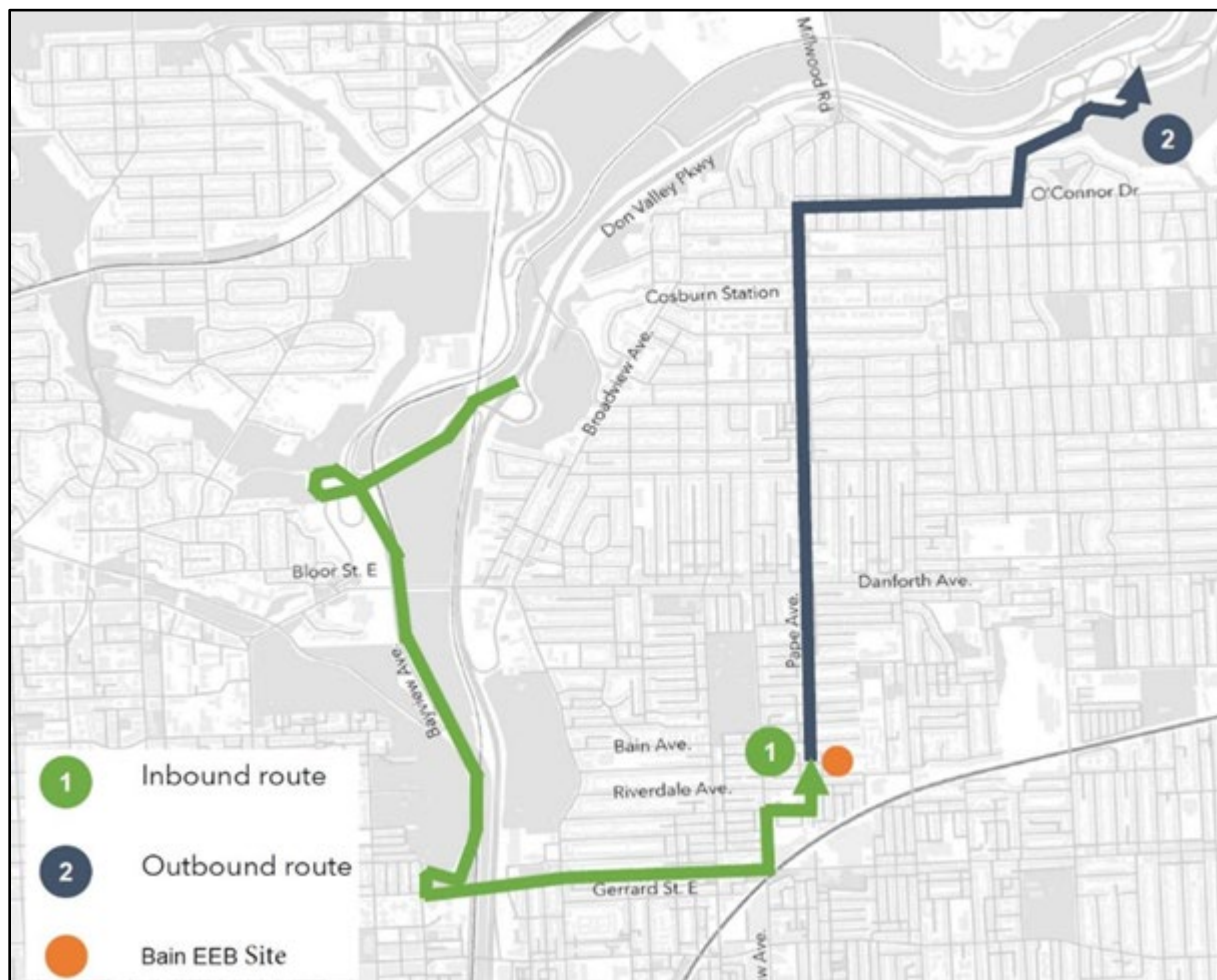 Millwood Rd
2
Don Valley Pkwy
O'Connor Dr
Cosburn Station
Broadview Ave.
Bloor St. E
Danforth Ave.
Pape Ave.
Bayview Ave.
Bain Ave.
1
Riverdale Ave.
Gerrard St. E
w Ave.
1 Inbound route
2 Outbound route
Bain EEB Site